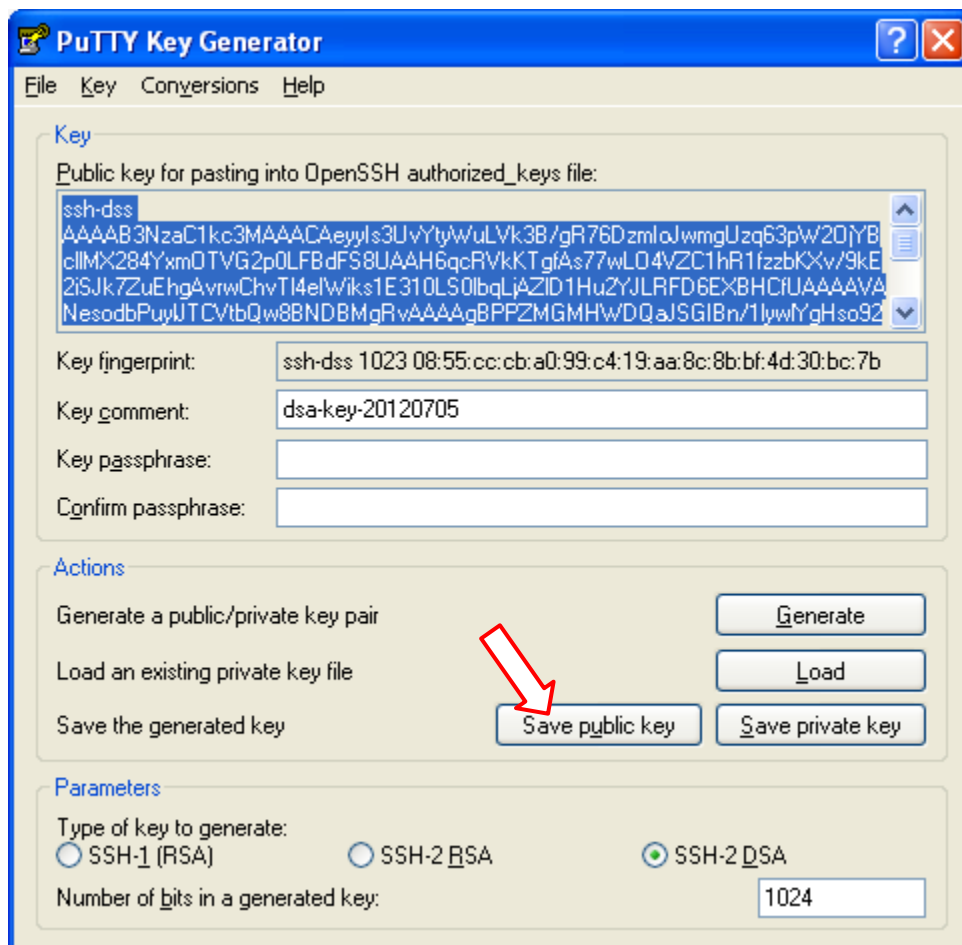 PuTTY Key Generator
File Key Conversions Help
Key
Public key for pasting into OpenSSH authorized_keys file:
ssh-dss
AAAAB3NzaC1kc3MAAACAeyyIs3UvYtyWuLVk3B/gR76DzmIoJwmgUzq63pW2OjYB
cIIMX284YxmOTVG2p0LFBdFS8UAAH6qcRVkKTgfAs77wLO4VZC1hR1fzzbKXv/9kE
2iSJk7ZuEhgAvrwChvTI4eIWiks1E310LS0IbqLjAZID1Hu2YJLRFD6EXBHCfUAAAAVA
NesodbPuyIJTCVtbQw8BNDBMgRvAAAAgBPPZMGMHWDQaJSGIBn/1IywIYgHso92
Key fingerprint: ssh-dss 1023 08:55:cc:cb:a0:99:c4:19:aa:8c:8b:bf:4d:30:bc:7b
Key comment: dsa-key-20120705
Key passphrase:
Confirm passphrase:
Actions
Generate a public/private key pair Generate
Load an existing private key file Load
Save the generated key Save public key Save private key
Parameters
Type of key to generate:
SSH-1 (RSA) SSH-2 RSA SSH-2 DSA
Number of bits in a generated key: 1024